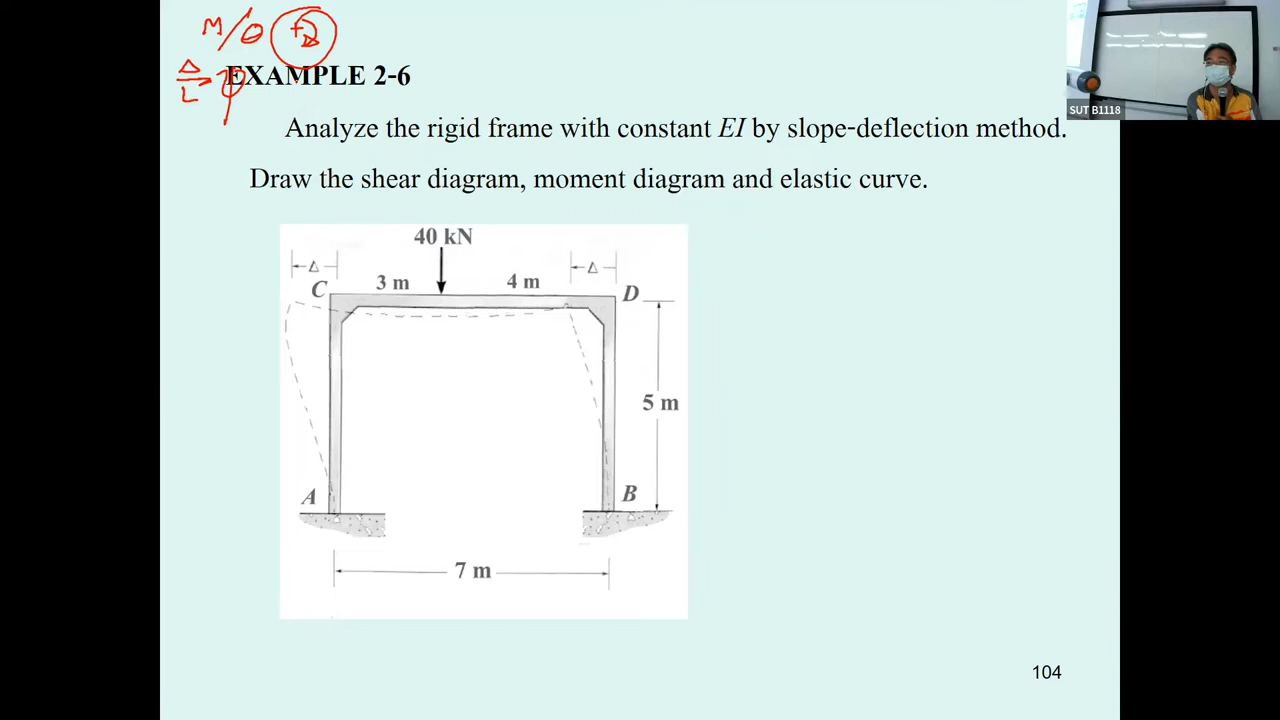 M/θ +2
EXAMPLE 2-6
Δ/L → φ
Analyze the rigid frame with constant EI by slope-deflection method.
Draw the shear diagram, moment diagram and elastic curve.
SUT B1118
40 kN
Δ
Δ
C 3 m 4 m D
5 m
A B
7 m
104